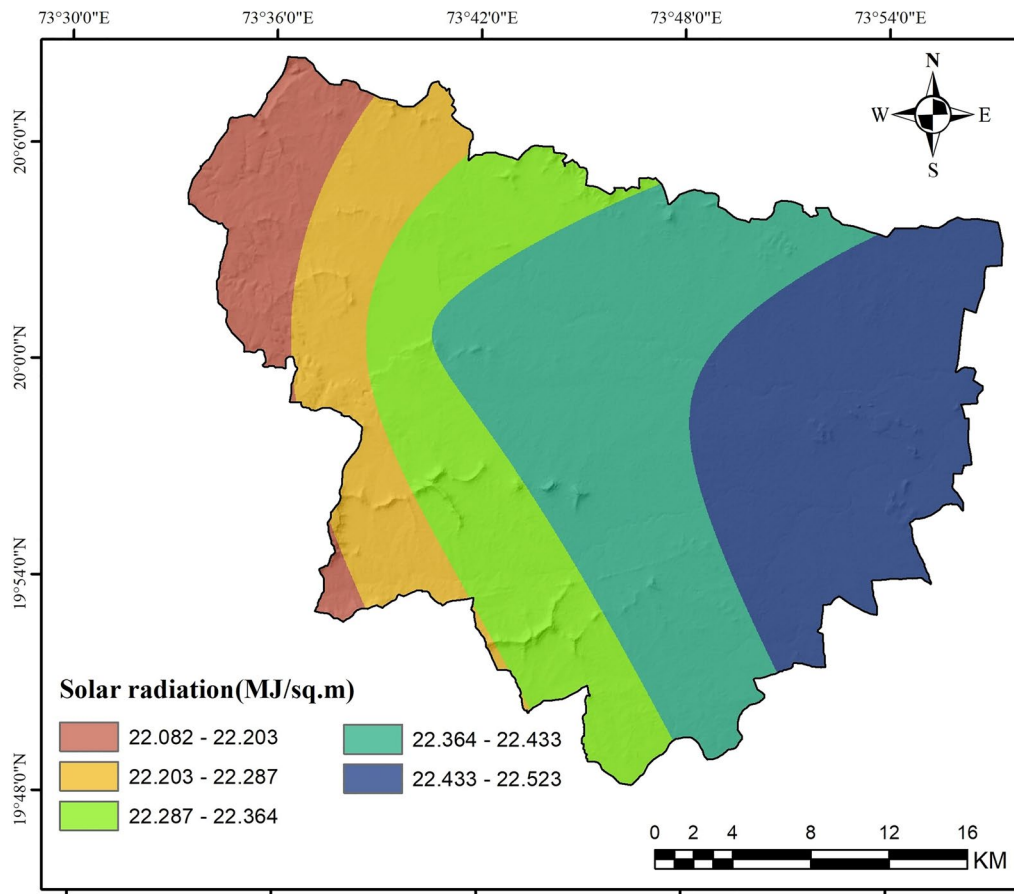 73°30'0"E 73°36'0"E 73°42'0"E 73°48'0"E 73°54'0"E
N
W E
S
20°6'0"N
20°0'0"N
19°54'0"N
19°48'0"N
Solar radiation(MJ/sq.m)
22.082 - 22.203
22.203 - 22.287
22.287 - 22.364
22.364 - 22.433
22.433 - 22.523
0 2 4 8 12 16
KM